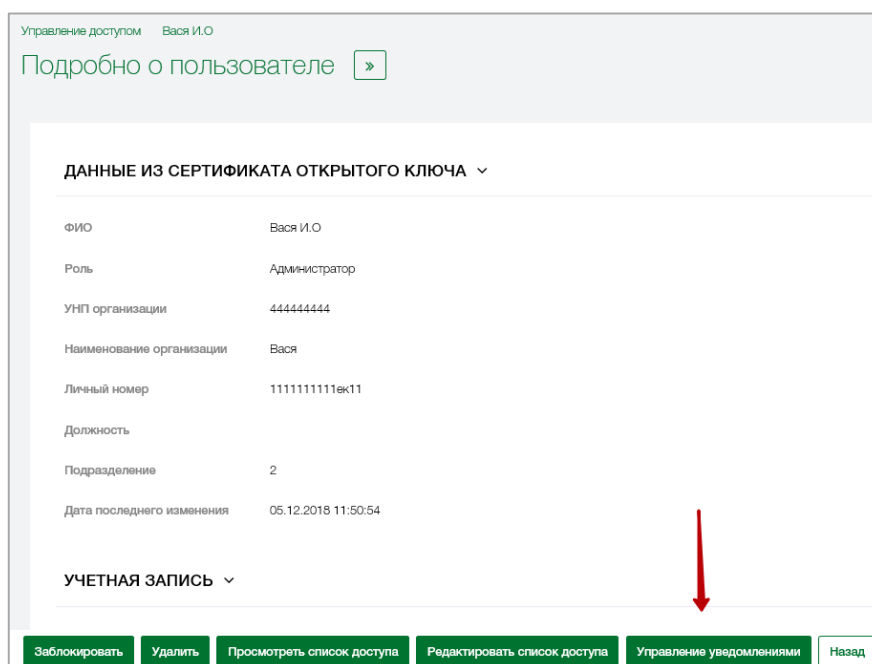 Управление доступом Вася И.О
Подробно о пользователе »
ДАННЫЕ ИЗ СЕРТИФИКАТА ОТКРЫТОГО КЛЮЧА
ФИО Вася И.О
Роль Администратор
УНП организации 444444444
Наименование организации Вася
Личный номер 1111111111ек11
Должность
Подразделение 2
Дата последнего изменения 05.12.2018 11:50:54
УЧЕТНАЯ ЗАПИСЬ
Заблокировать Удалить Просмотреть список доступа Редактировать список доступа Управление уведомлениями Назад